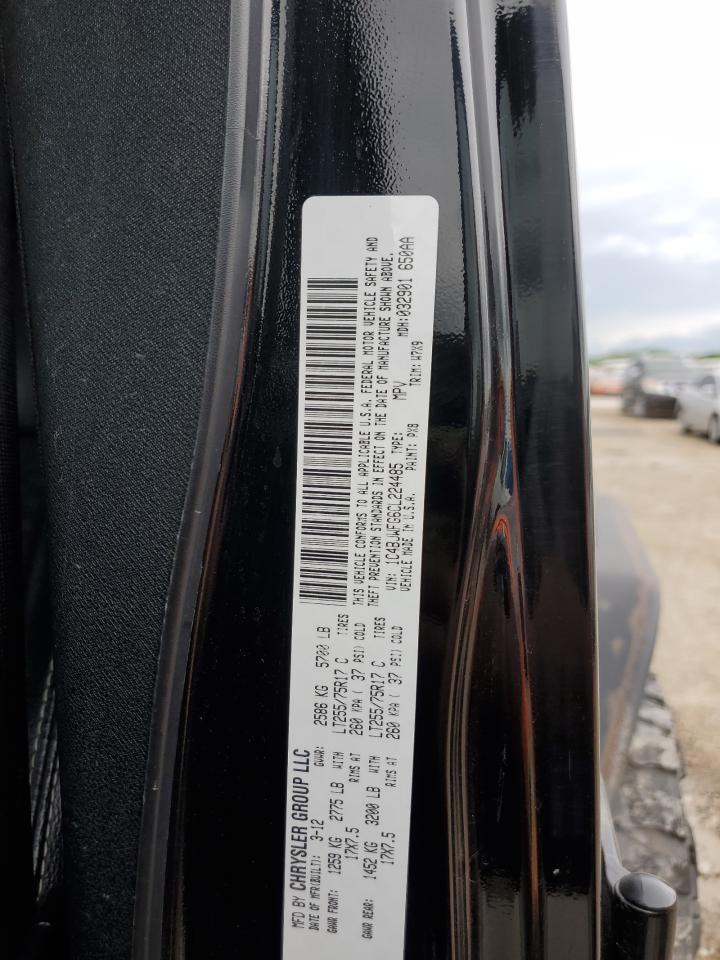 MFD BY CHRYSLER GROUP LLC
DATE OF MFR(BUILT): 3-12 GVWR: 2586 KG 5700 LB
GAWR FRONT: 1259 KG 2775 LB WITH LT255/75R17 C TIRES
17X7.5 RIMS AT 260 KPA ( 37 PSI) COLD
GAWR REAR: 1452 KG 3200 LB WITH LT255/75R17 C TIRES
17X7.5 RIMS AT 260 KPA ( 37 PSI) COLD
THIS VEHICLE CONFORMS TO ALL APPLICABLE U.S.A. FEDERAL MOTOR VEHICLE SAFETY AND
THEFT PREVENTION STANDARDS IN EFFECT ON THE DATE OF MANUFACTURE SHOWN ABOVE.
VIN: 1C4BJWFG6CL224485 TYPE: MPV MDH:032901 650AA
VEHICLE MADE IN U.S.A. PAINT: PX8 TRIM: W7X9